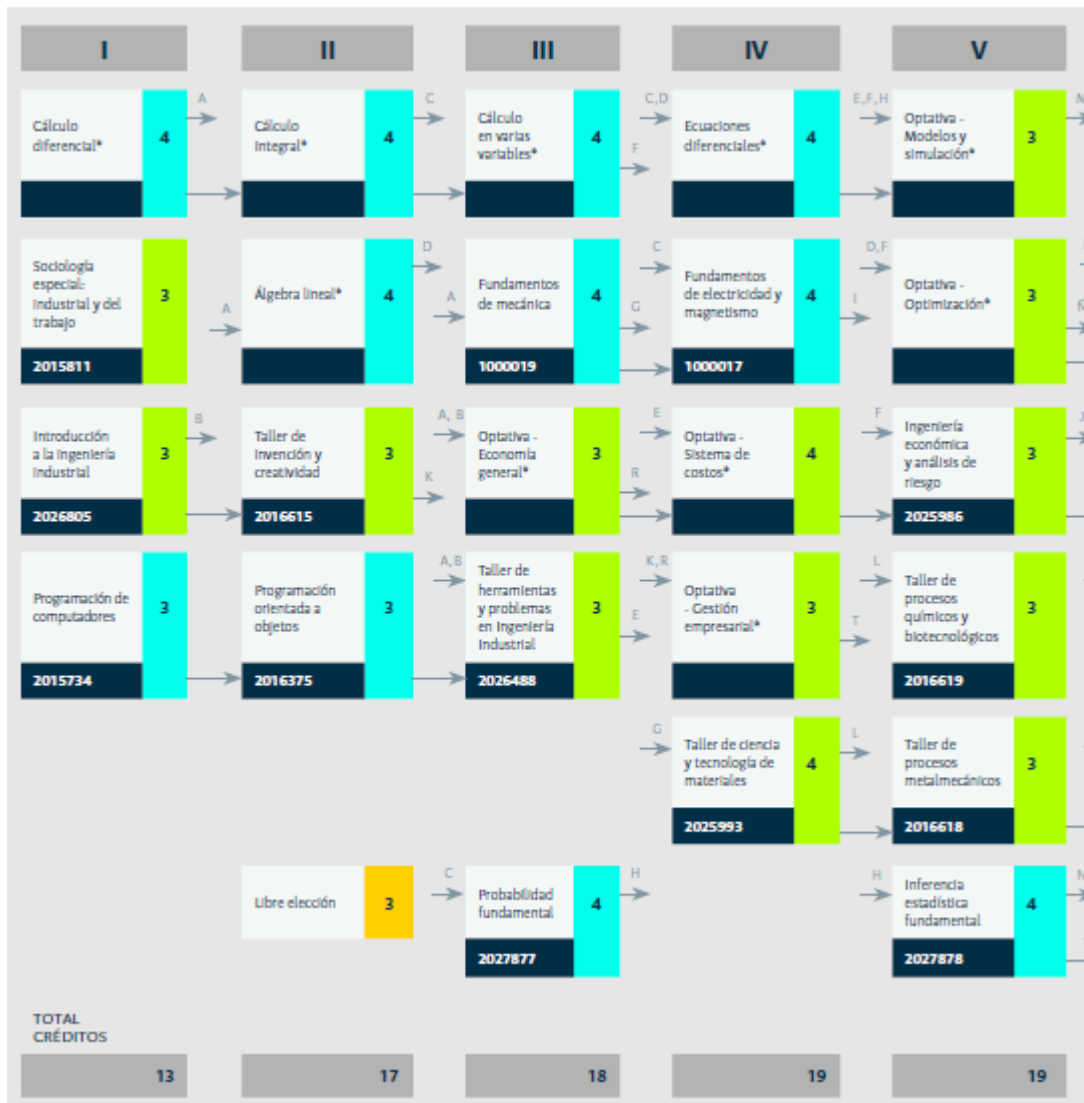 I
II
III
IV
V
A
C
C,D
E,F,H
M
Cálculo
diferencial*
4
Cálculo
Integral*
4
Cálculo
en varias
variables*
4
F
Ecuaciones
diferenciales*
4
Optativa -
Modelos y
simulación*
3
Sociología
especial:
Industrial y del
trabajo
3
2015811
A
Álgebra lineal*
4
D
A
Fundamentos
de mecánica
4
1000019
C
G
Fundamentos
de electricidad y
magnetismo
4
1000017
D,F
I
Optativa -
Optimización*
3
Ñ
Introducción
a la Ingeniería
Industrial
3
2026805
B
Taller de
Invención y
creatividad
3
2016615
A, B
K
Optativa -
Economía
general*
3
E
R
Optativa -
Sistema de
costos*
4
F
Ingeniería
económica
y análisis de
riesgo
3
2025986
J
Programación de
computadores
3
2015734
Programación
orientada a
objetos
3
2016375
A,B
Taller de
herramientas
y problemas
en Ingeniería
Industrial
3
2026488
K,R
E
Optativa
- Gestión
empresarial*
3
L
T
Taller de
procesos
químicos y
biotecnológicos
3
2016619
G
Taller de ciencia
y tecnología de
materiales
4
2025993
L
Taller de
procesos
metalmecánicos
3
2016618
Libre elección
3
C
Probabilidad
fundamental
4
2027877
H
H
Inferencia
estadística
fundamental
4
2027878
N
TOTAL
CRÉDITOS
13
17
18
19
19